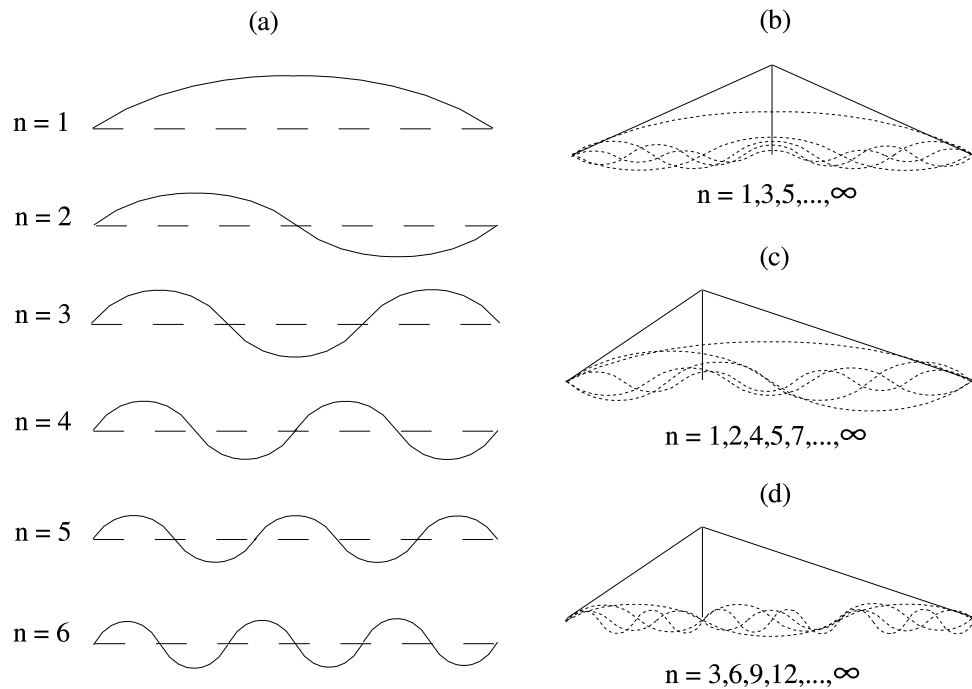 (a)
n = 1
n = 2
n = 3
n = 4
n = 5
n = 6
(b)
n = 1,3,5,...,∞
(c)
n = 1,2,4,5,7,...,∞
(d)
n = 3,6,9,12,...,∞